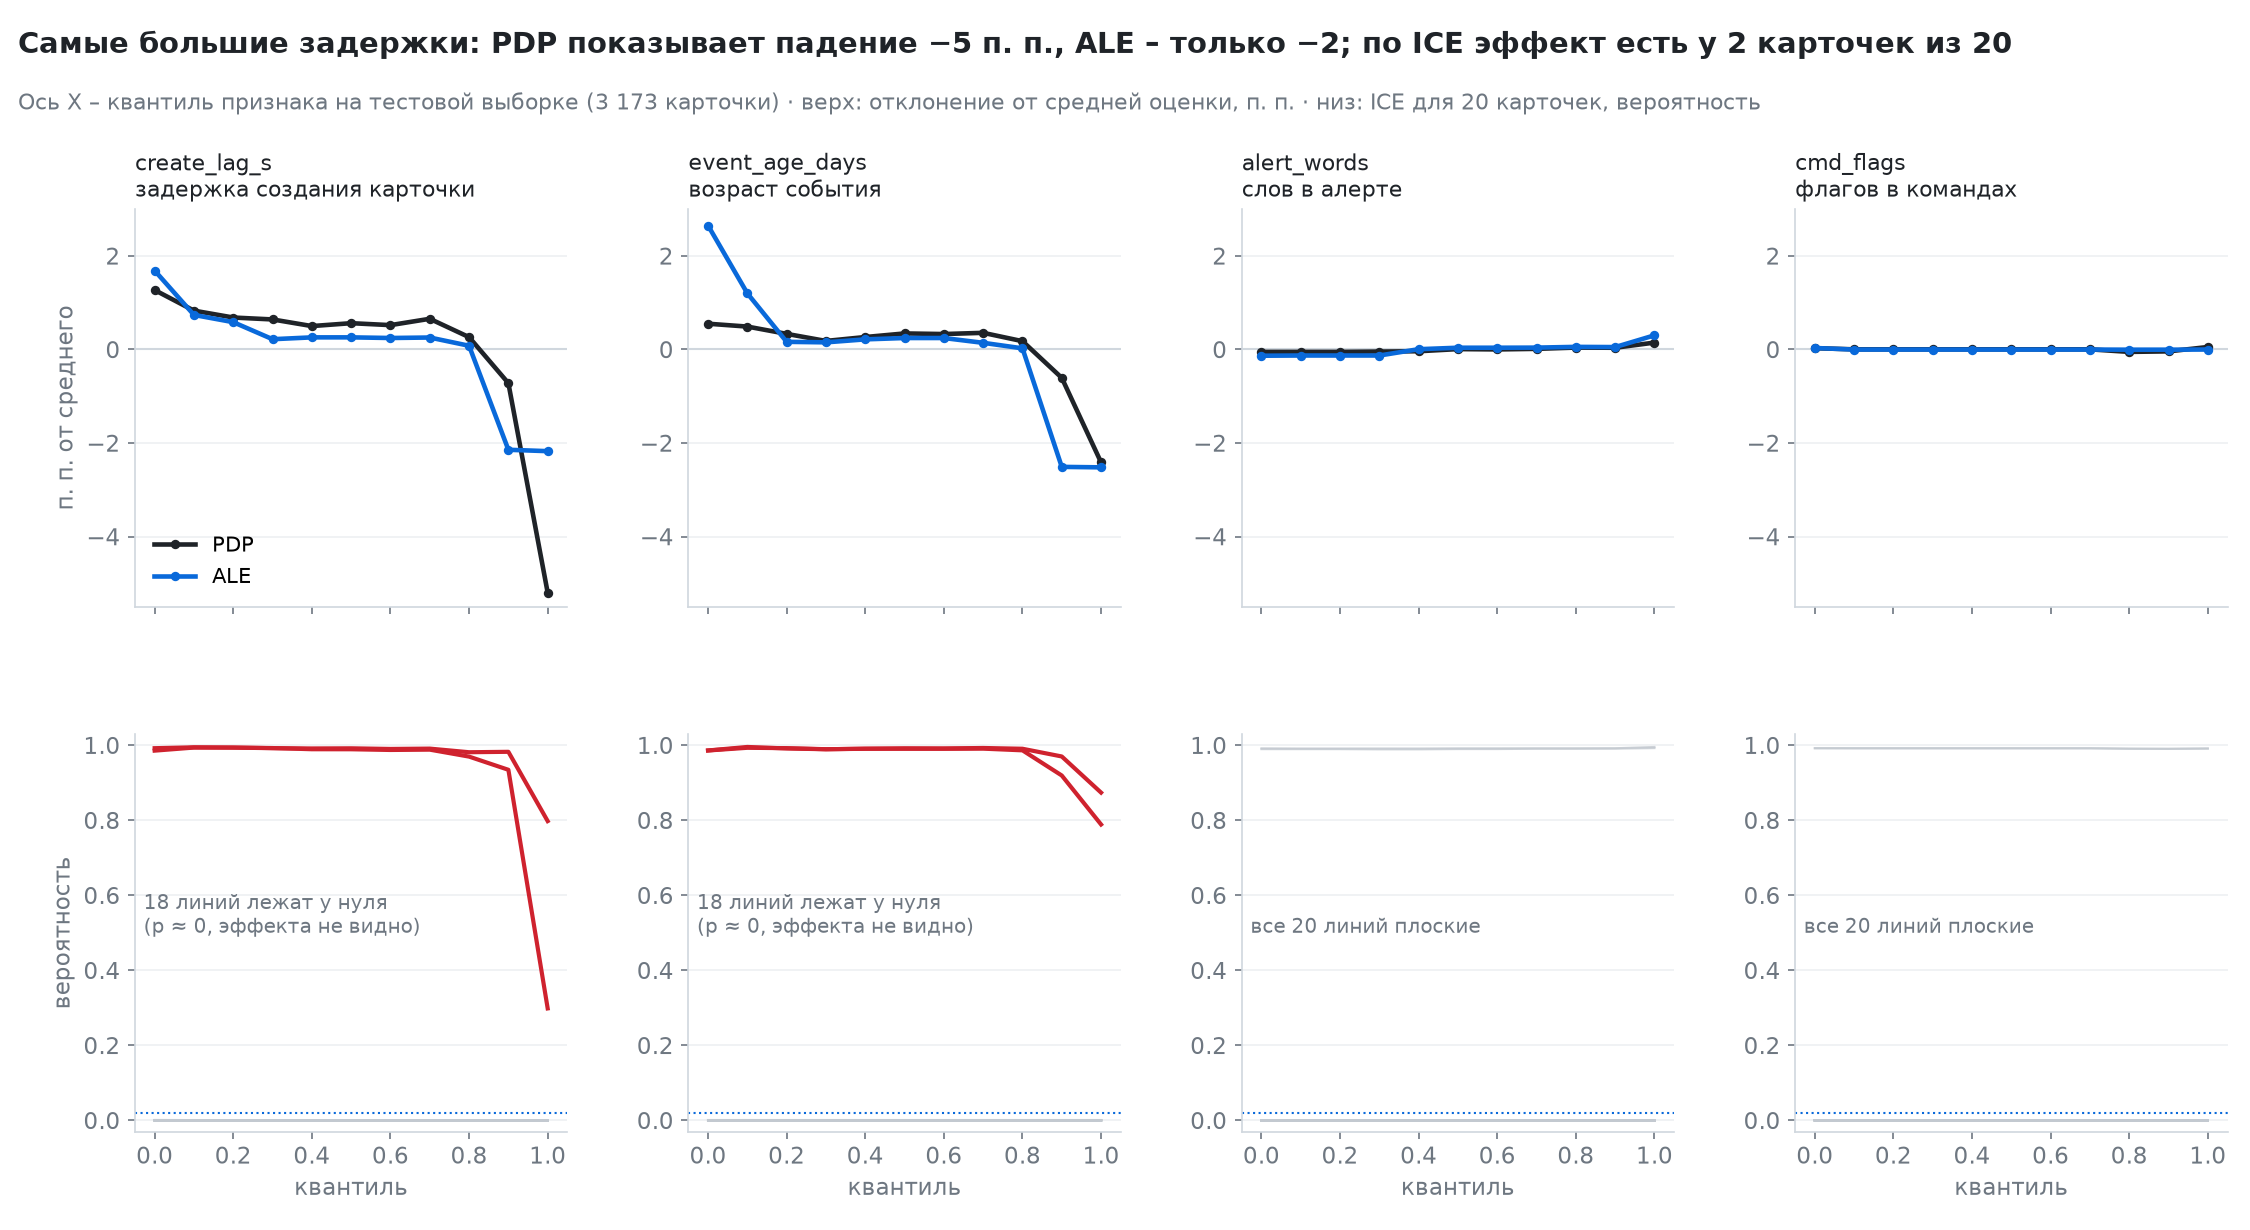 Самые большие задержки: PDP показывает падение −5 п. п., ALE – только −2; по ICE эффект есть у 2 карточек из 20
Ось X – квантиль признака на тестовой выборке (3 173 карточки) · верх: отклонение от средней оценки, п. п. · низ: ICE для 20 карточек, вероятность
create_lag_s
задержка создания карточки
event_age_days
возраст события
alert_words
слов в алерте
cmd_flags
флагов в командах
п. п. от среднего
2
0
−2
−4
PDP
ALE
2
0
−2
−4
2
0
−2
−4
2
0
−2
−4
вероятность
1.0
0.8
0.6
0.4
0.2
0.0
18 линий лежат у нуля
(p ≈ 0, эффекта не видно)
0.0 0.2 0.4 0.6 0.8 1.0
квантиль
1.0
0.8
0.6
0.4
0.2
0.0
18 линий лежат у нуля
(p ≈ 0, эффекта не видно)
0.0 0.2 0.4 0.6 0.8 1.0
квантиль
1.0
0.8
0.6
0.4
0.2
0.0
все 20 линий плоские
0.0 0.2 0.4 0.6 0.8 1.0
квантиль
1.0
0.8
0.6
0.4
0.2
0.0
все 20 линий плоские
0.0 0.2 0.4 0.6 0.8 1.0
квантиль